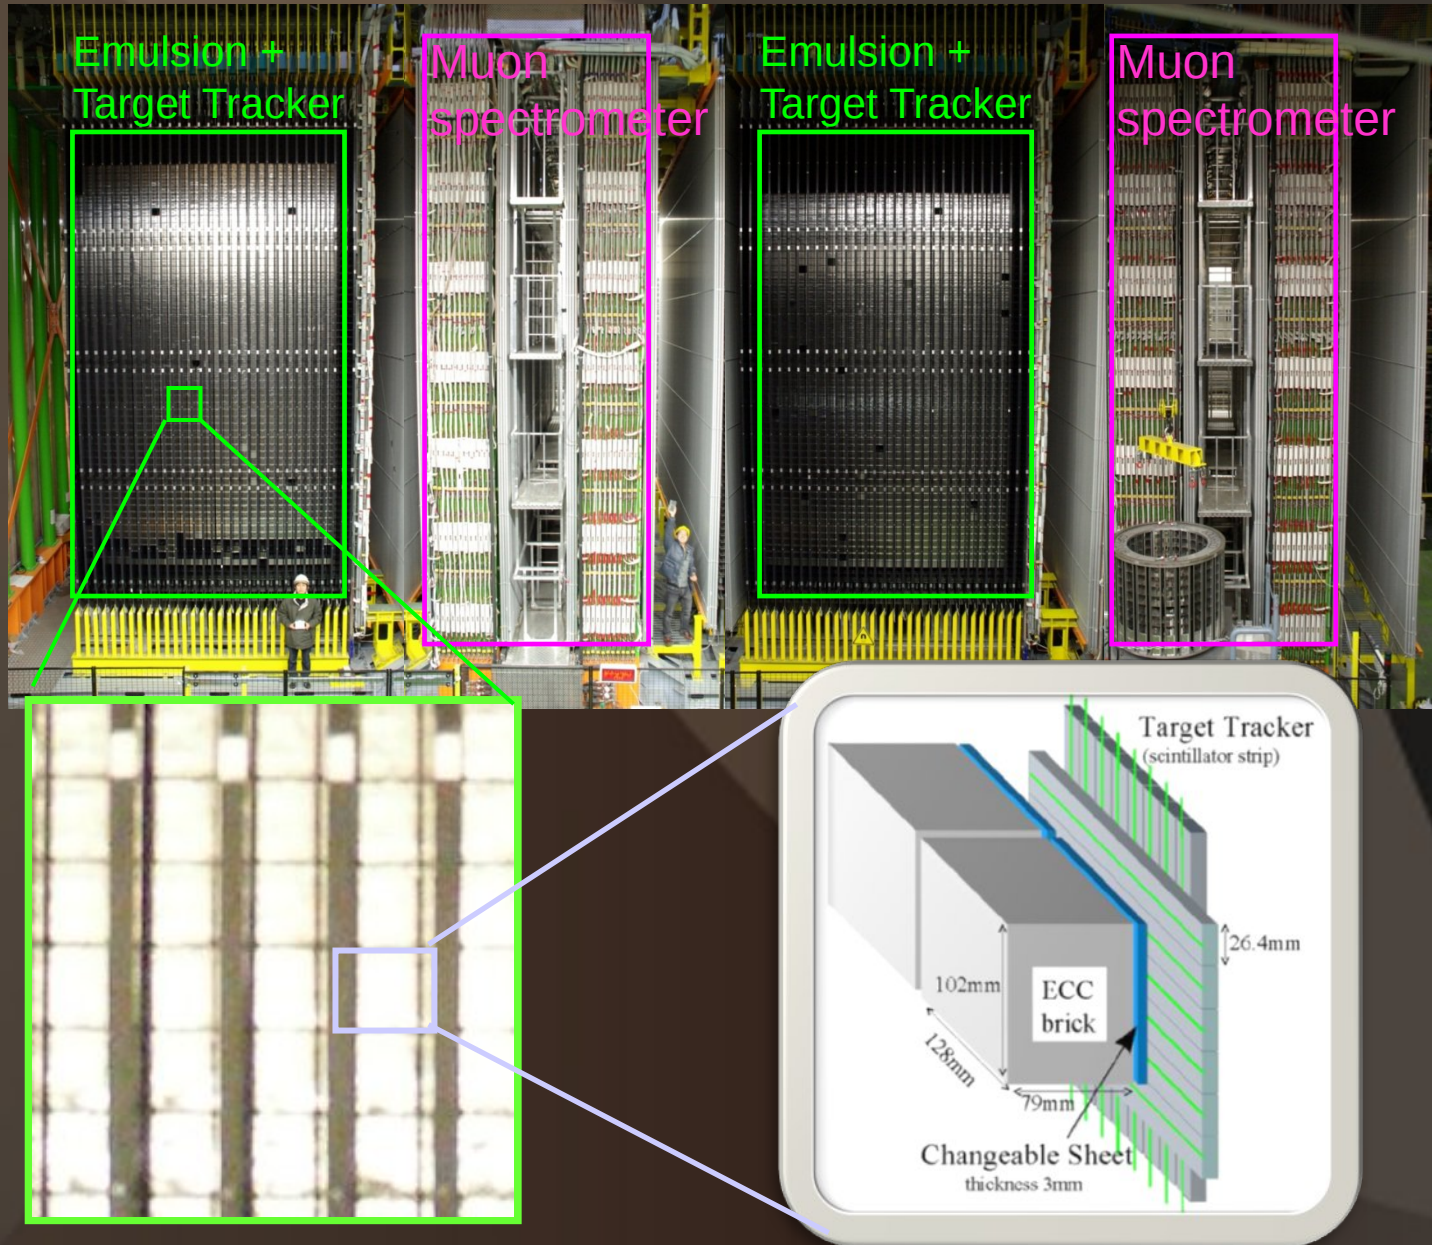 Emulsion +
Target Tracker
Muon
spectrometer
Emulsion +
Target Tracker
Muon
spectrometer
Target Tracker
(scintillator strip)
26.4mm
102mm
ECC
brick
128mm
79mm
Changeable Sheet
thickness 3mm